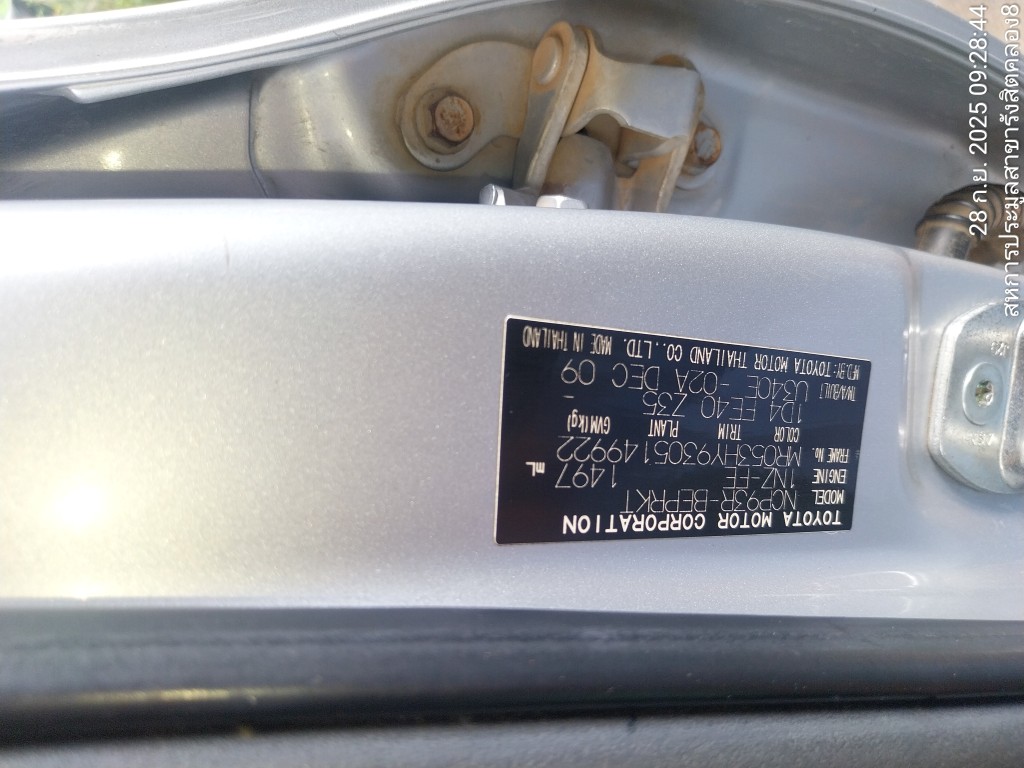 TOYOTA MOTOR CORPORATION
MODEL NCP93R-BEPRKT
ENGINE 1NZ-FE 1497 mL
FRAME No. MR053HY9305149922
COLOR TRIM PLANT GVM(kg)
1D4 FE40 Z35 -
TM/A/BUILT U340E -02A DEC 09
MFD.BY: TOYOTA MOTOR THAILAND CO.,LTD. MADE IN THAILAND
28 ก.ย. 2025 09:28:44
สหการประมูลสาขารังสิตคลอง8